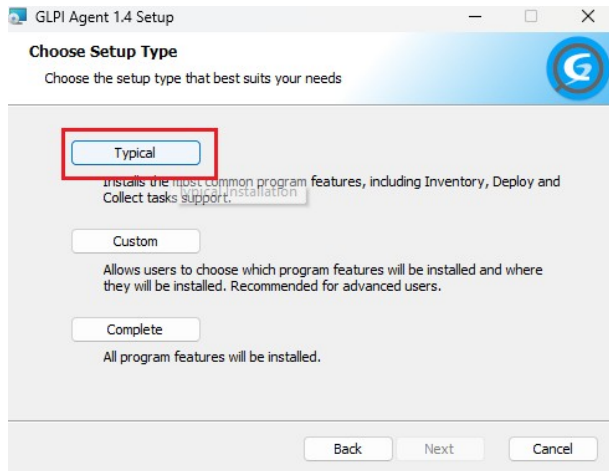 GLPI Agent 1.4 Setup
Choose Setup Type
Choose the setup type that best suits your needs
Typical
Installs the most common program features, including Inventory, Deploy and
Typical Installation
Collect tasks support.
Custom
Allows users to choose which program features will be installed and where
they will be installed. Recommended for advanced users.
Complete
All program features will be installed.
Back Next Cancel